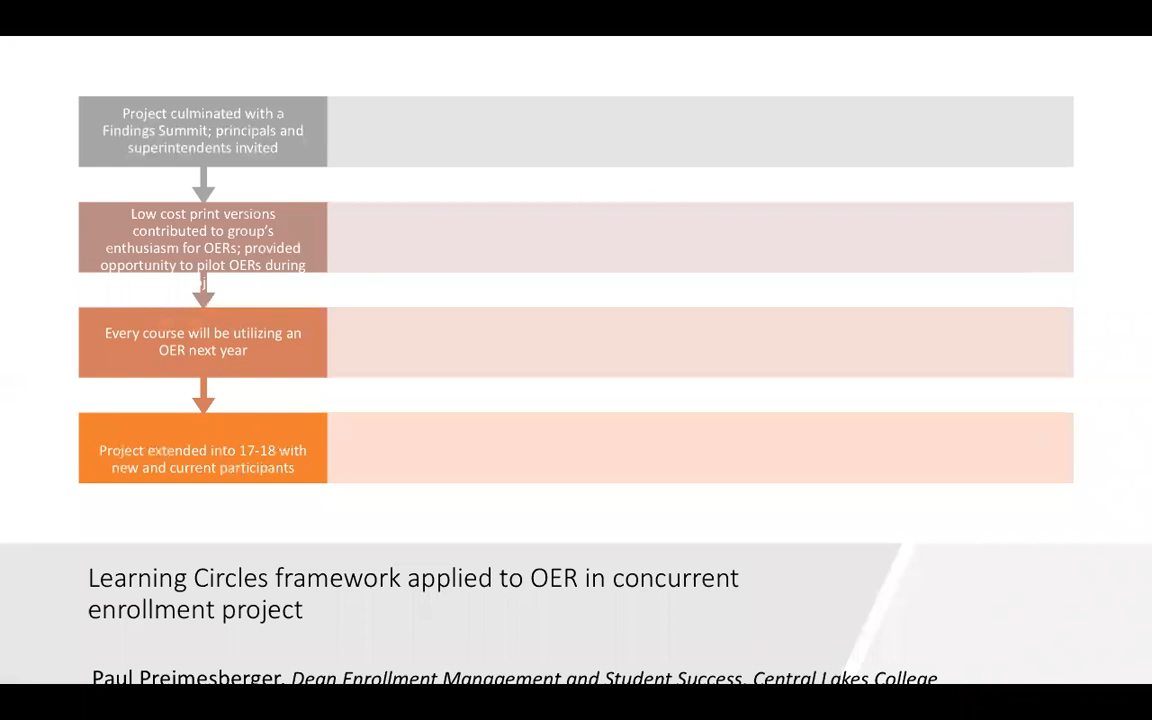 Project culminated with a
Findings Summit; principals and
superintendents invited
Low cost print versions
contributed to group's
enthusiasm for OERs; provided
opportunity to pilot OERs during
Every course will be utilizing an
OER next year
Project extended into 17-18 with
new and current participants
Learning Circles framework applied to OER in concurrent
enrollment project
Paul Preimesberger, Dean Enrollment Management and Student Success, Central Lakes College